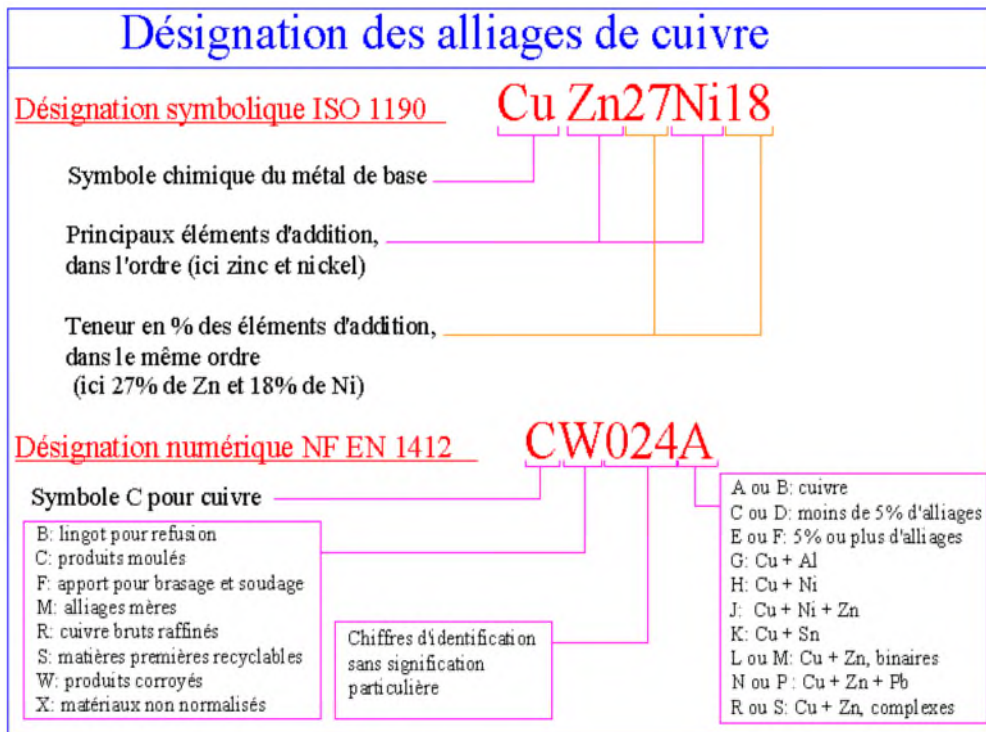 Désignation des alliages de cuivre
Désignation symbolique ISO 1190
Cu Zn27Ni18
Symbole chimique du métal de base
Principaux éléments d'addition,
dans l'ordre (ici zinc et nickel)
Teneur en % des éléments d'addition,
dans le même ordre
(ici 27% de Zn et 18% de Ni)
Désignation numérique NF EN 1412
CW024A
Symbole C pour cuivre
B: lingot pour refusion
C: produits moulés
F: apport pour brasage et soudage
M: alliages mères
R: cuivre bruts raffinés
S: matières premières recyclables
W: produits corroyés
X: matériaux non normalisés
Chiffres d'identification
sans signification
particulière
A ou B: cuivre
C ou D: moins de 5% d'alliages
E ou F: 5% ou plus d'alliages
G: Cu + Al
H: Cu + Ni
J: Cu + Ni + Zn
K: Cu + Sn
L ou M: Cu + Zn, binaires
N ou P : Cu + Zn + Pb
R ou S: Cu + Zn, complexes